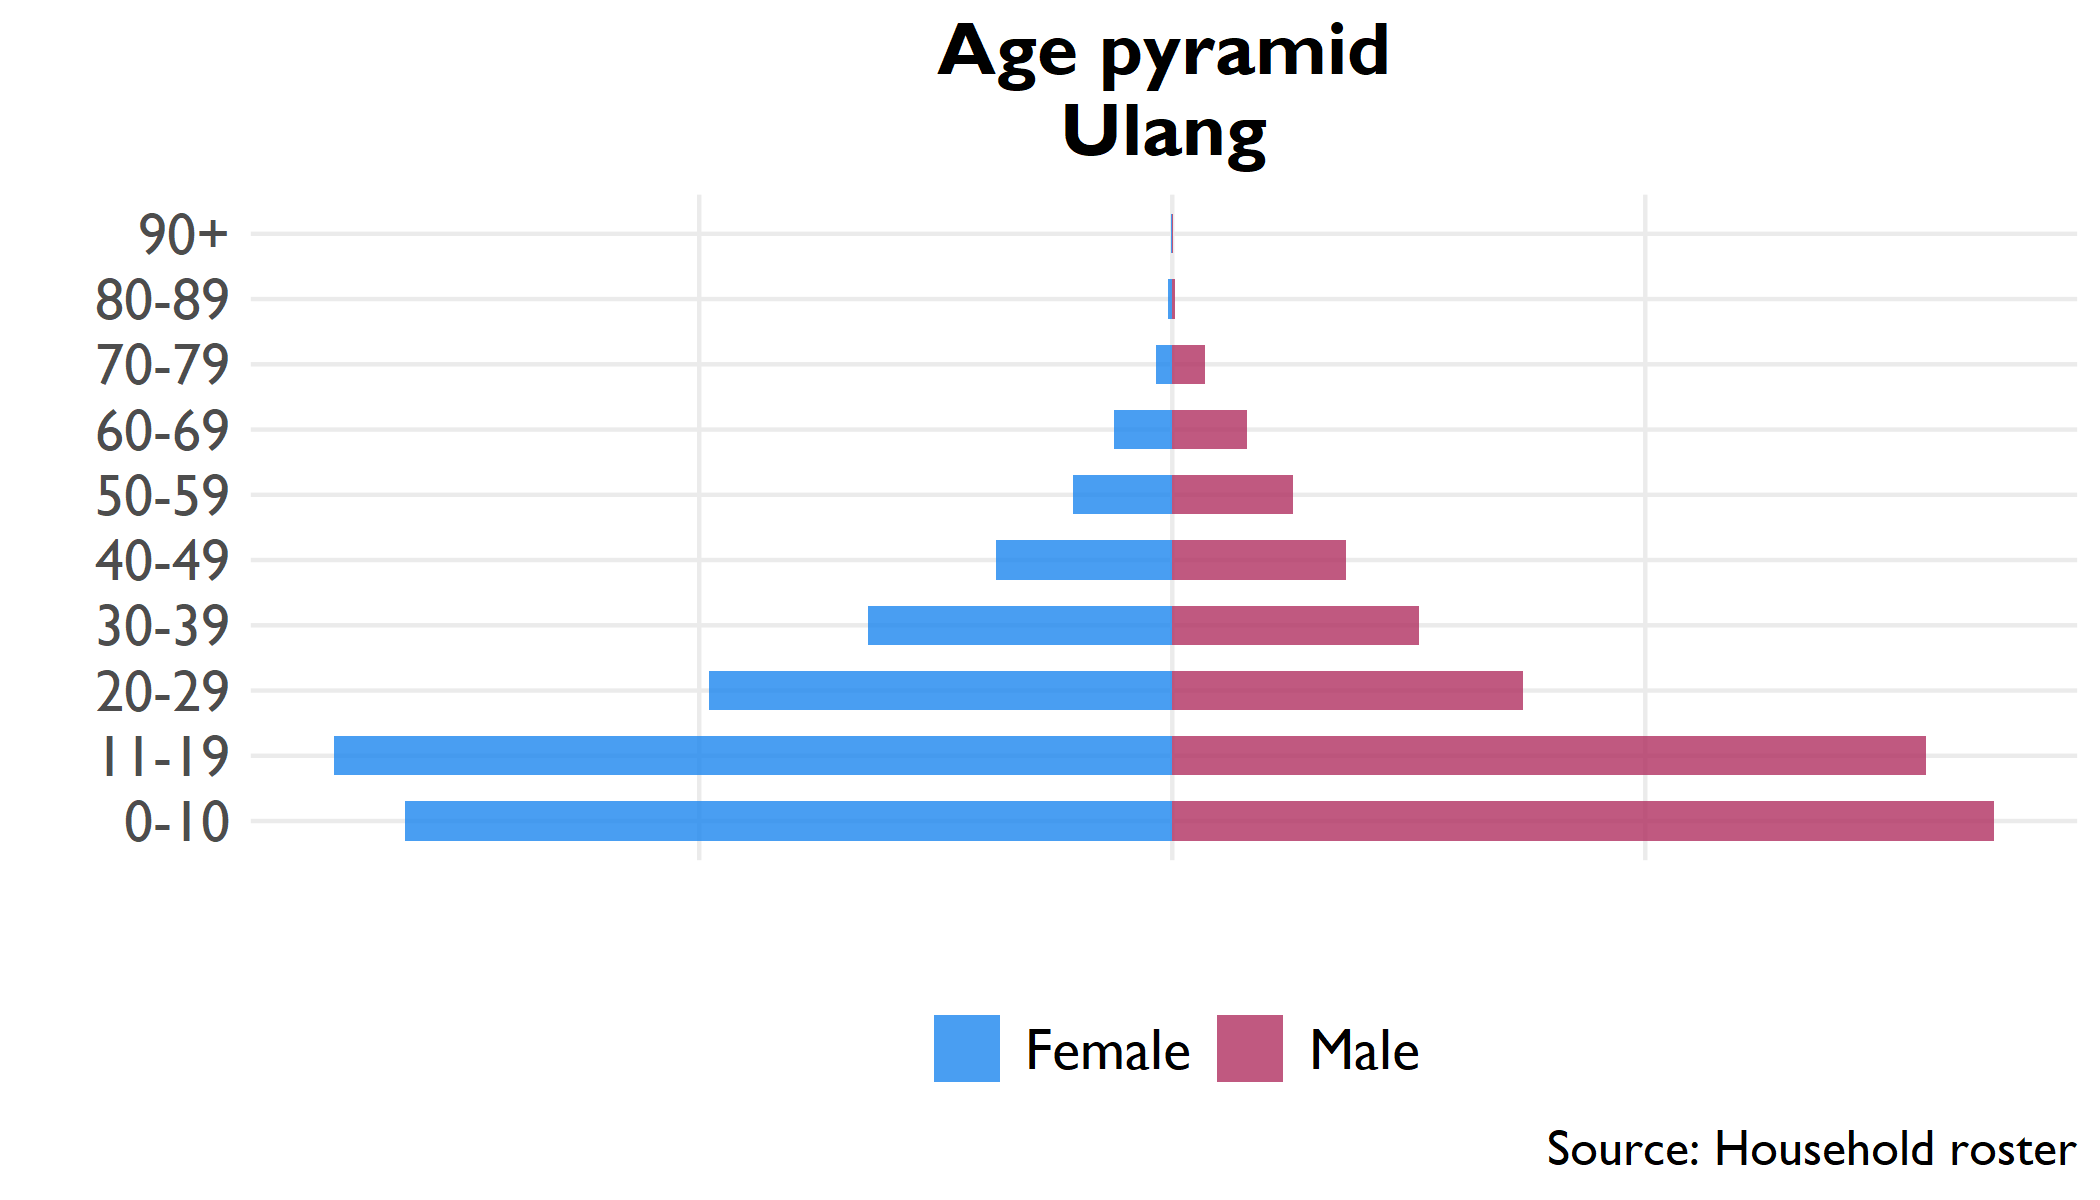 Age pyramid
Ulang
90+
80-89
70-79
60-69
50-59
40-49
30-39
20-29
11-19
0-10
Female Male
Source: Household roster